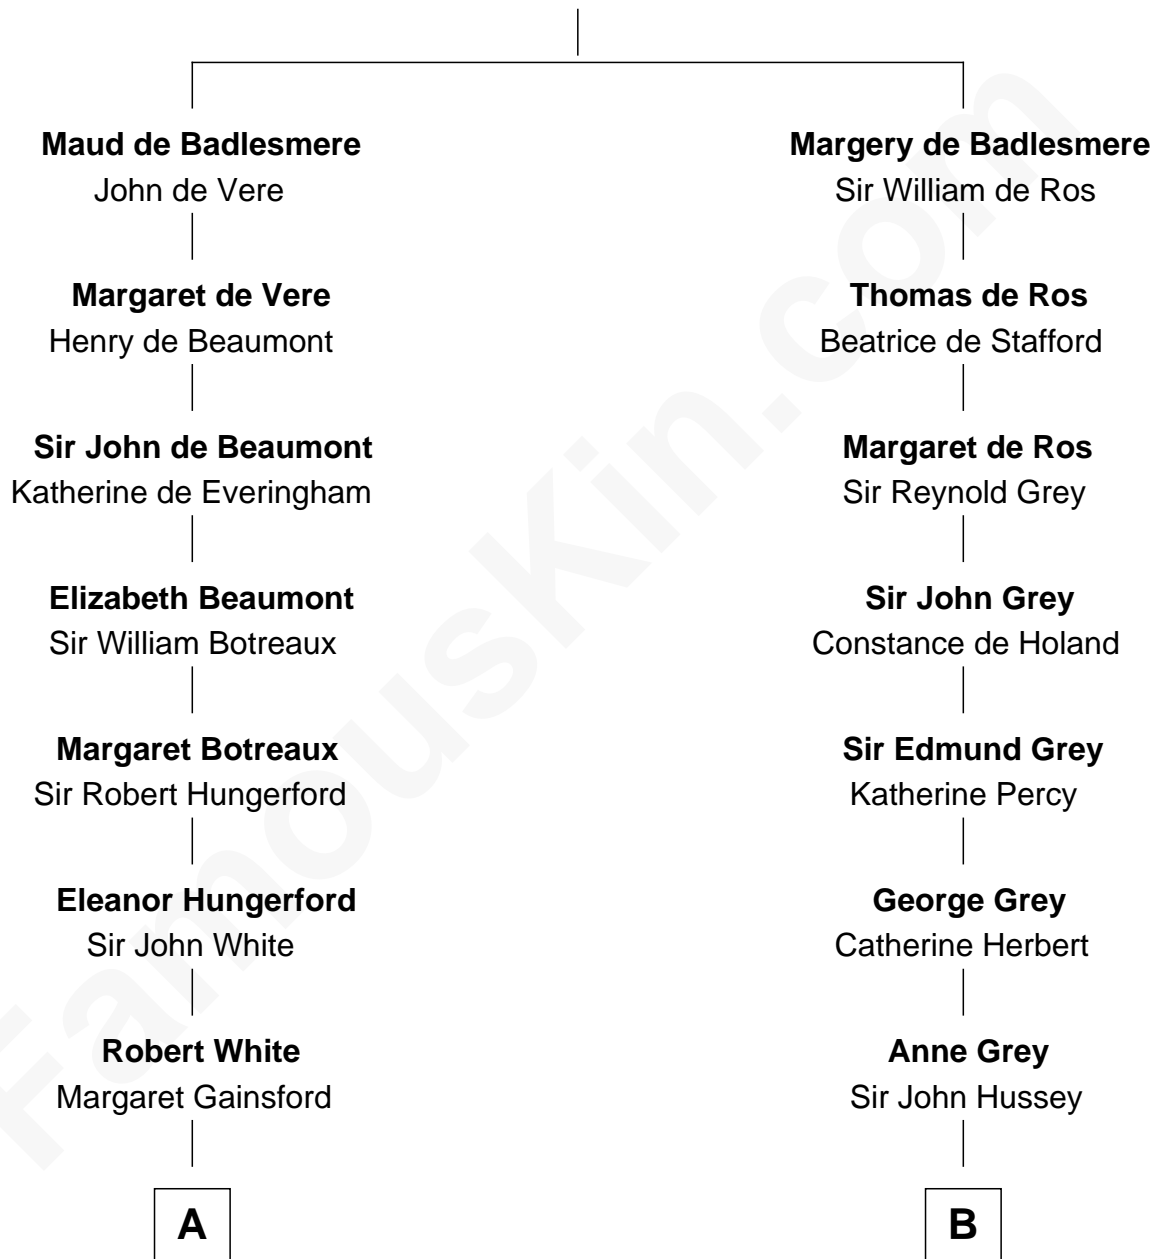 Maud de Badlesmere
John de Vere
Margaret de Vere
Henry de Beaumont
Sir John de Beaumont
Katherine de Everingham
Elizabeth Beaumont
Sir William Botreaux
Margaret Botreaux
Sir Robert Hungerford
Eleanor Hungerford
Sir John White
Robert White
Margaret Gainsford
A
Margery de Badlesmere
Sir William de Ros
Thomas de Ros
Beatrice de Stafford
Margaret de Ros
Sir Reynold Grey
Sir John Grey
Constance de Holand
Sir Edmund Grey
Katherine Percy
George Grey
Catherine Herbert
Anne Grey
Sir John Hussey
B
FamousKin.com